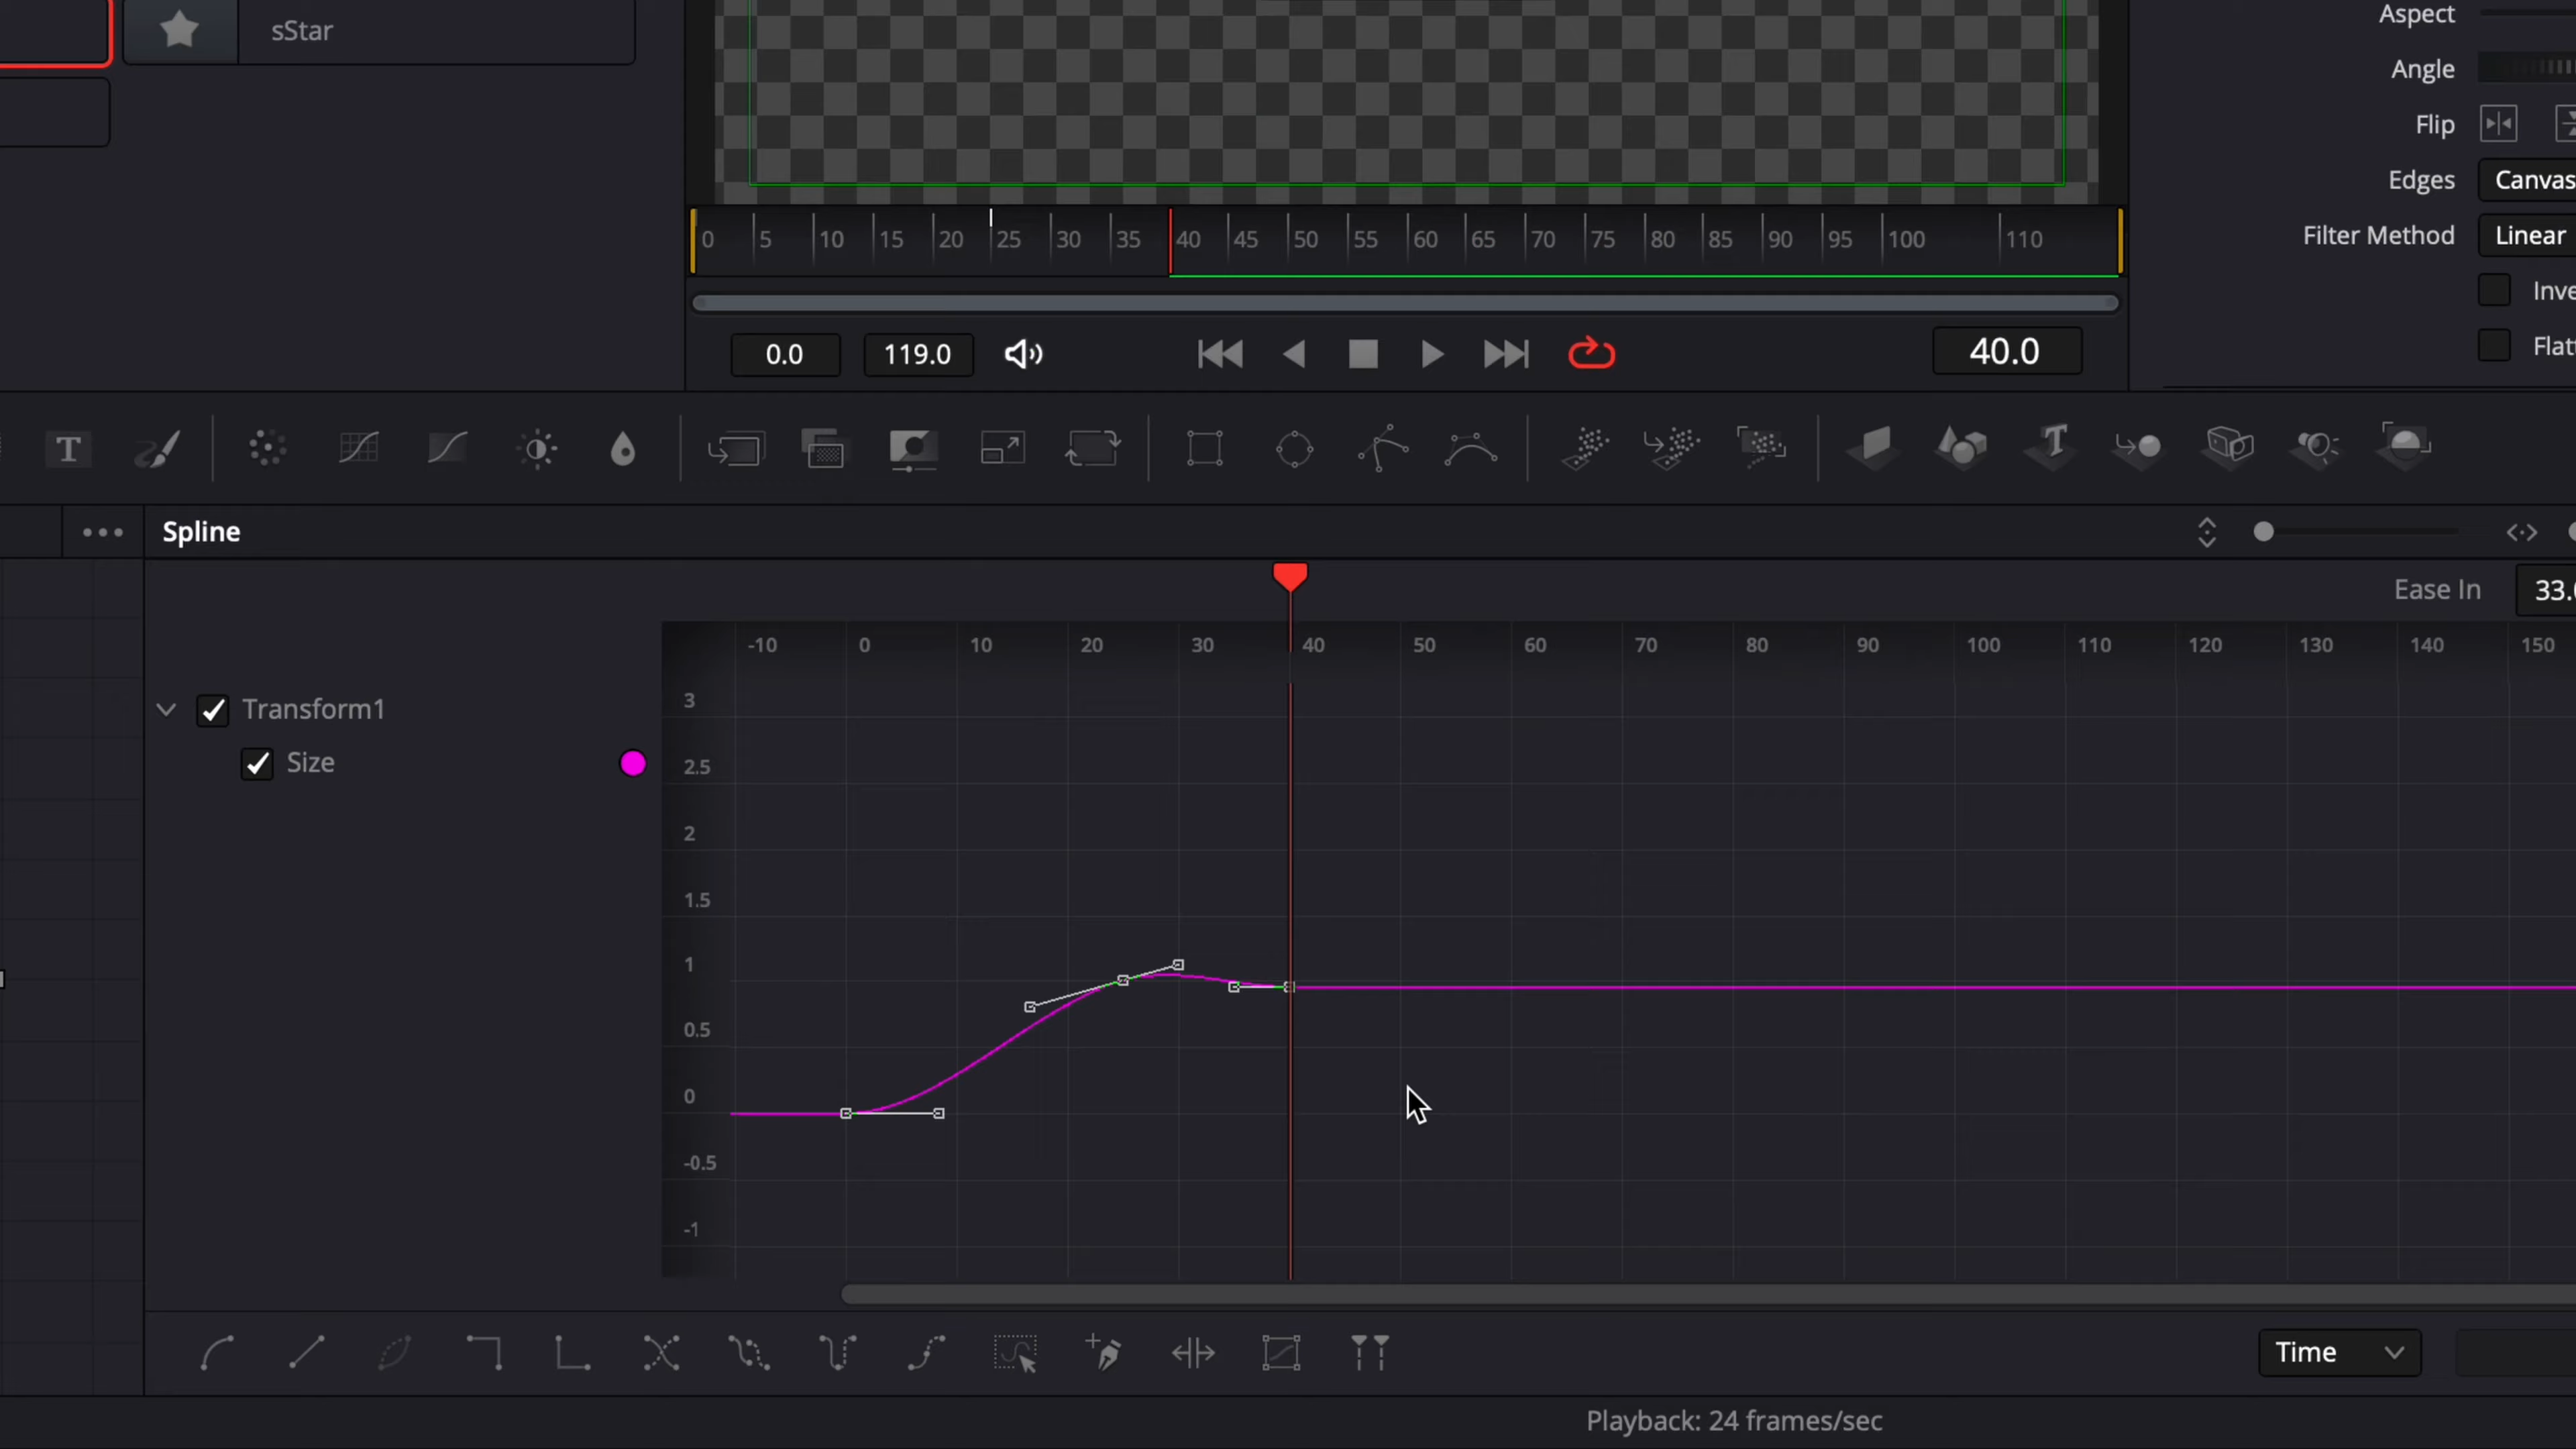 sStar
Aspect
Angle
Flip
Edges Canvas
Filter Method Linear
Inve
Flat
0 5 10 15 20 25 30 35 40 45 50 55 60 65 70 75 80 85 90 95 100 110
0.0 119.0 40.0
T
Spline
Ease In 33.
-10 0 10 20 30 40 50 60 70 80 90 100 110 120 130 140 150
Transform1
Size
3
2.5
2
1.5
1
0.5
0
-0.5
-1
Time
Playback: 24 frames/sec